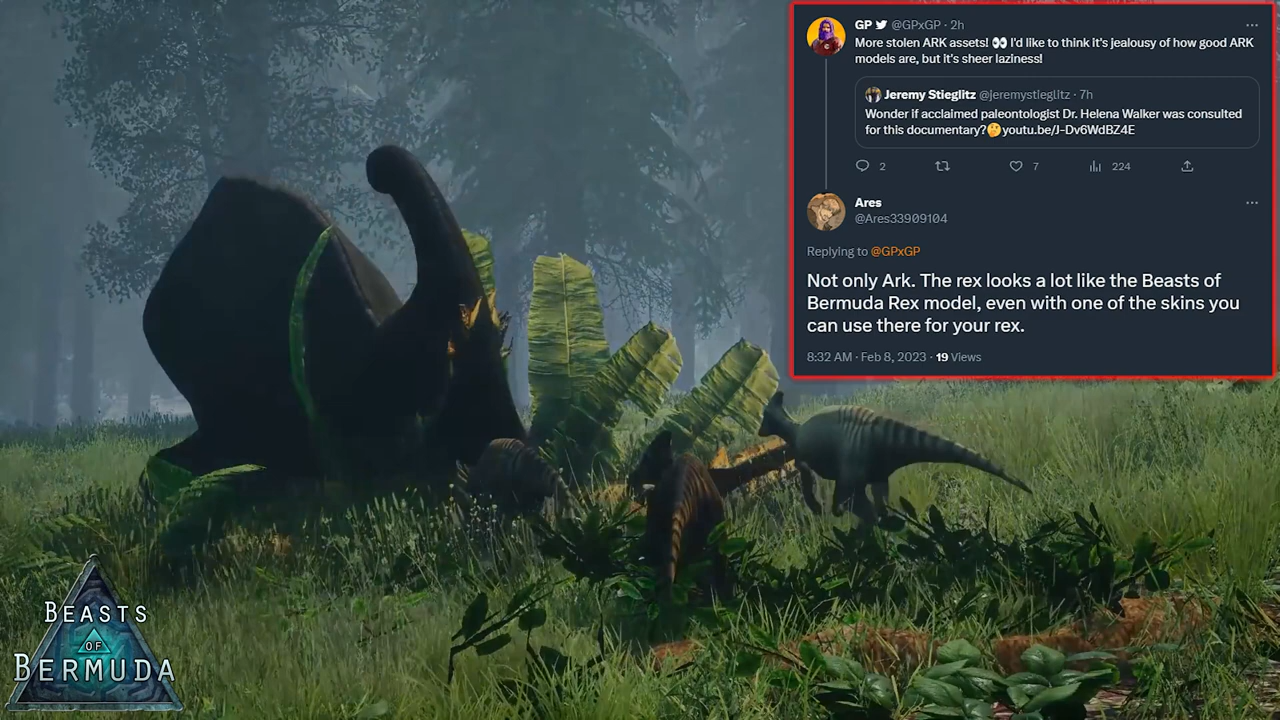 GP @GPxGP · 2h
More stolen ARK assets! 👀 I'd like to think it's jealousy of how good ARK
models are, but it's sheer laziness!
Jeremy Stieglitz @jeremystieglitz · 7h
Wonder if acclaimed paleontologist Dr. Helena Walker was consulted
for this documentary?🤔youtu.be/J-Dv6WdBZ4E
2 7 224
Ares
@Ares33909104
Replying to @GPxGP
Not only Ark. The rex looks a lot like the Beasts of
Bermuda Rex model, even with one of the skins you
can use there for your rex.
8:32 AM · Feb 8, 2023 · 19 Views
BEASTS
OF
BERMUDA